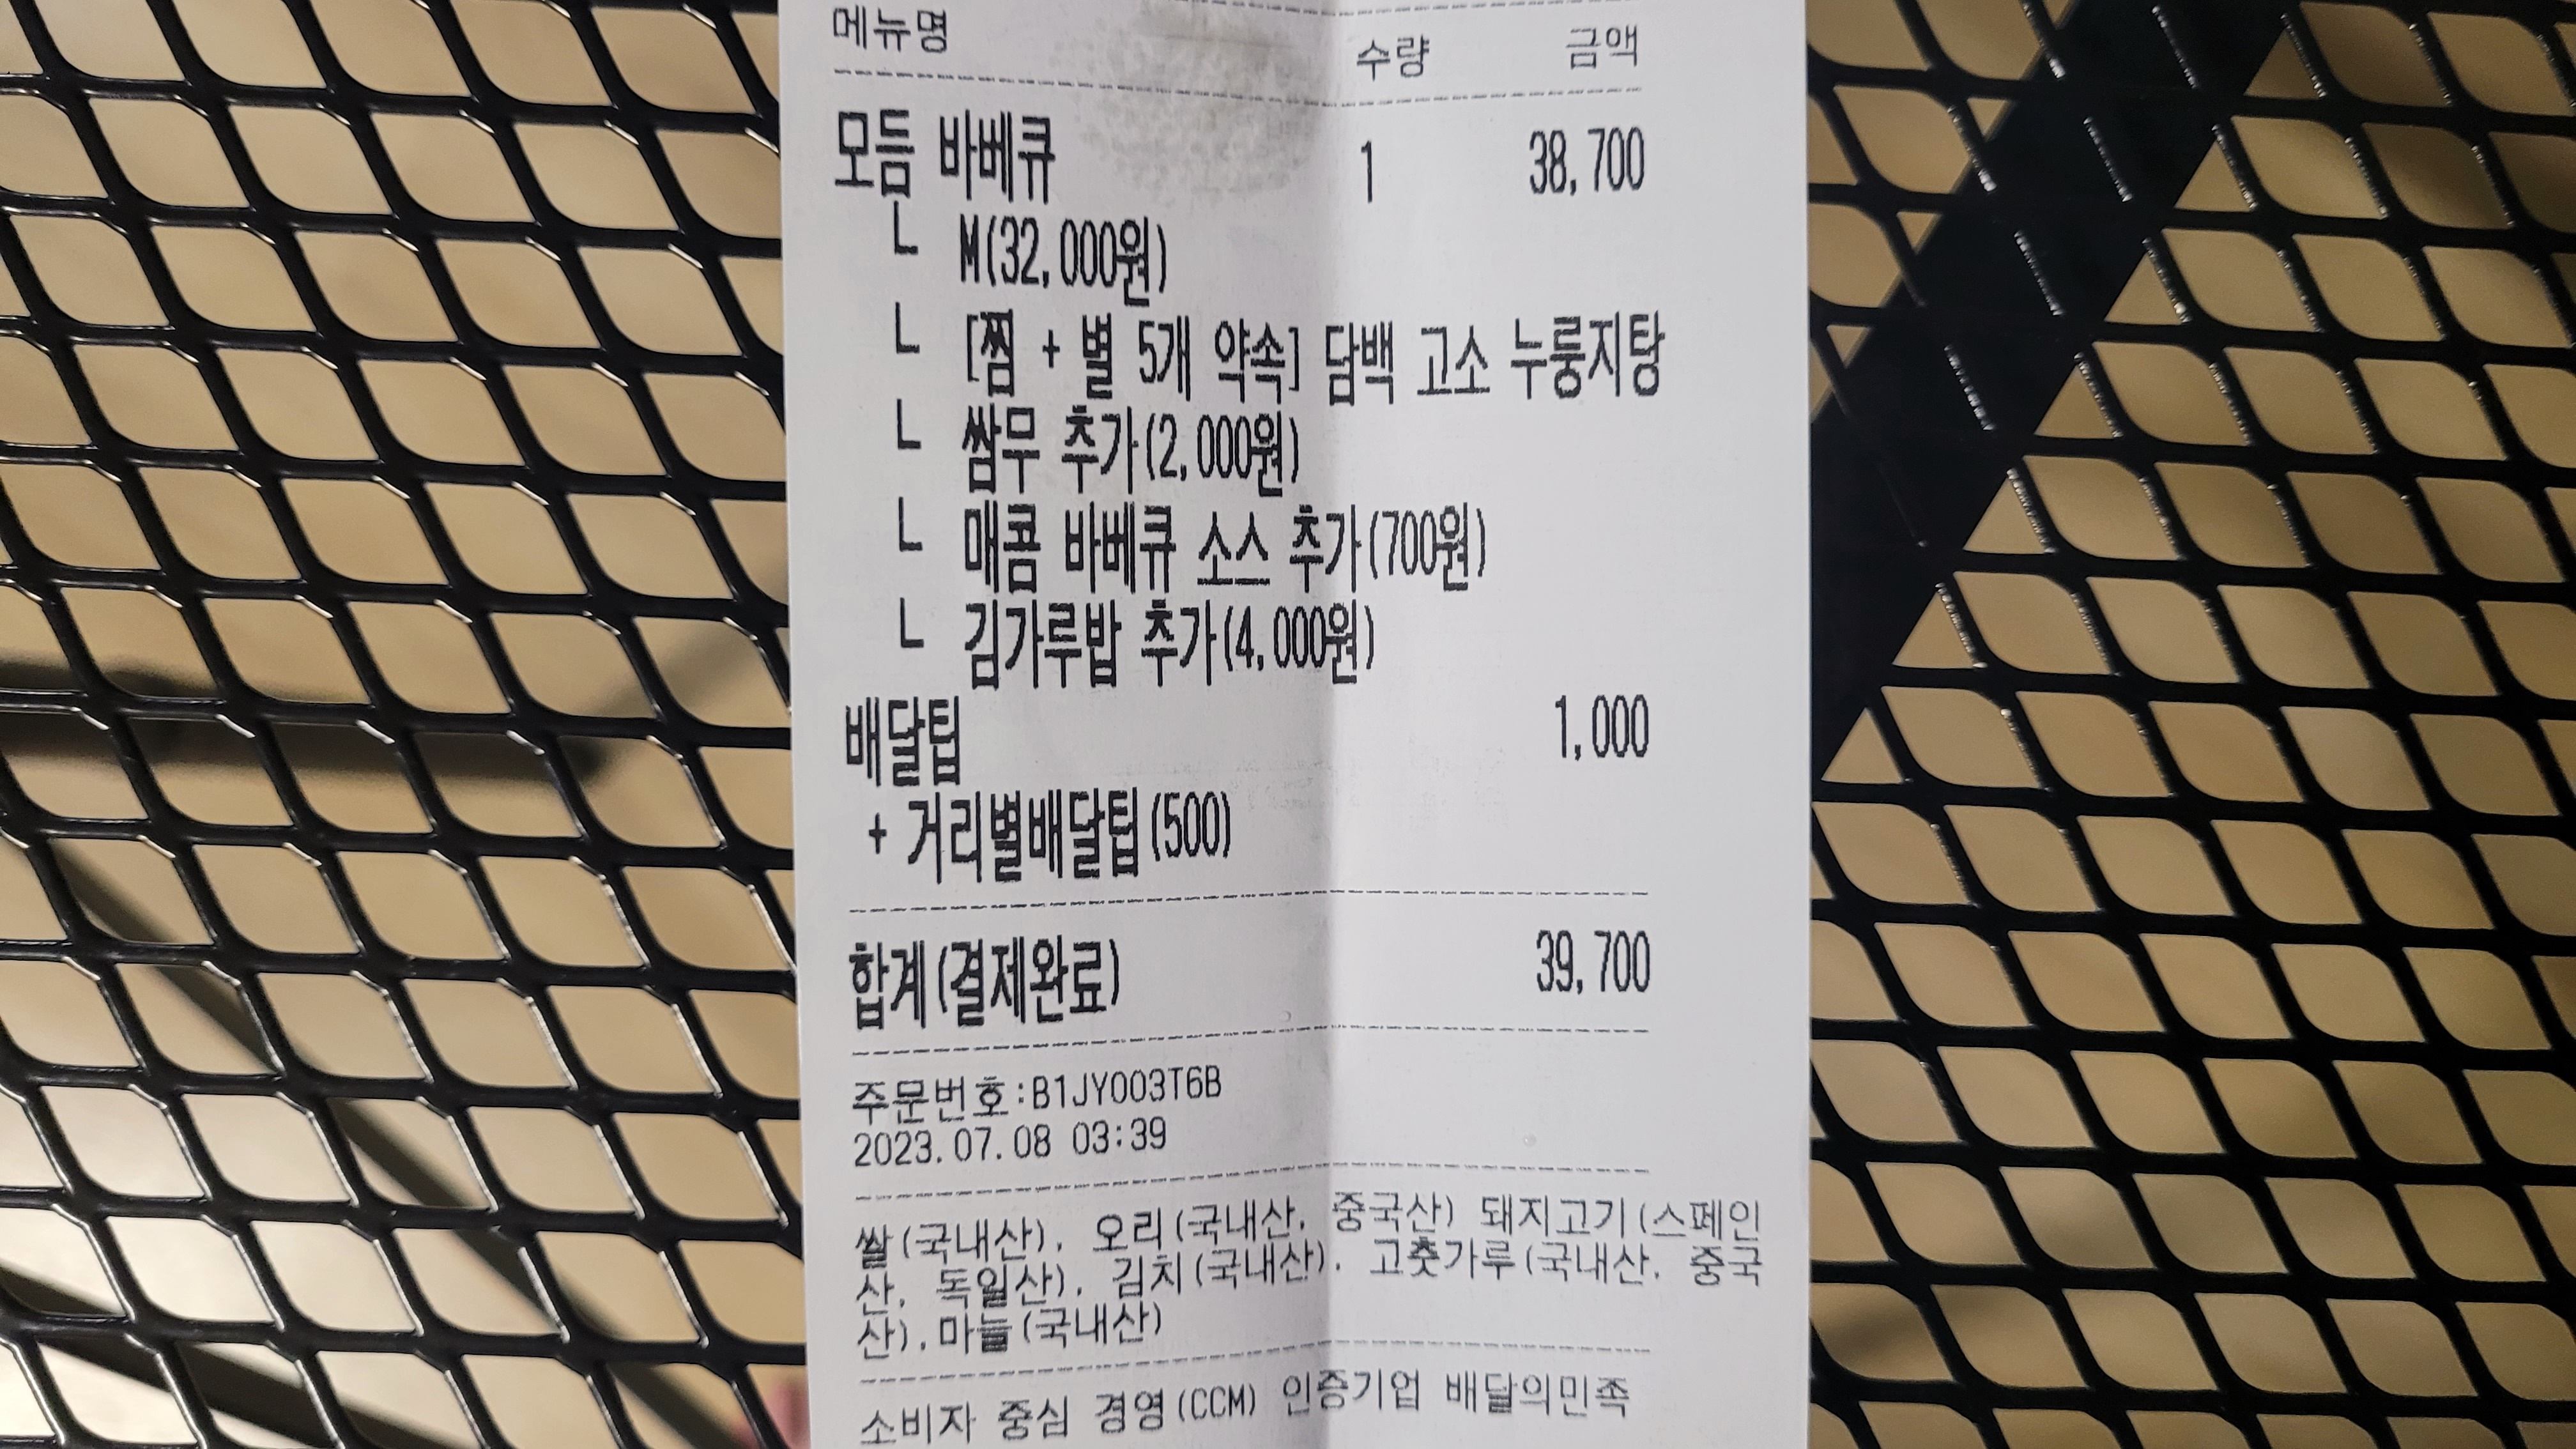 메뉴명 수량 금액
모듬 바베큐 1 38,700
└ M(32,000원)
└ [찜 + 별 5개 약속] 담백 고소 누룽지탕
└ 쌈무 추가(2,000원)
└ 매콤 바베큐 소스 추가(700원)
└ 김가루밥 추가(4,000원)
배달팁 1,000
+ 거리별배달팁(500)
합계(결제완료) 39,700
주문번호:B1JY003T6B
2023.07.08 03:39
쌀(국내산), 오리(국내산, 중국산) 돼지고기(스페인
산, 독일산), 김치(국내산), 고춧가루(국내산, 중국
산),마늘(국내산)
소비자 중심 경영(CCM) 인증기업 배달의민족